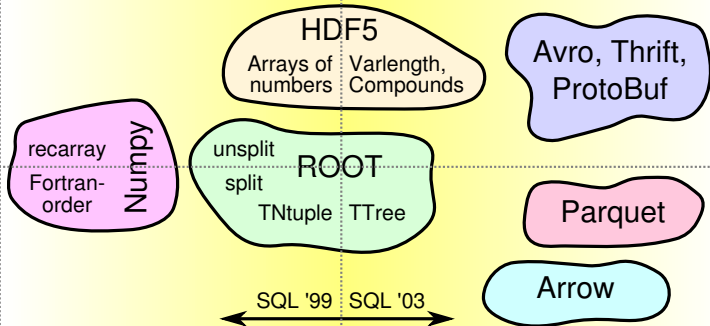 HDF5
Arrays of
numbers
Varlength,
Compounds
Avro, Thrift,
ProtoBuf
recarray
Fortran-
order
Numpy
unsplit
split
ROOT
TNtuple
TTree
Parquet
Arrow
SQL '99
SQL '03